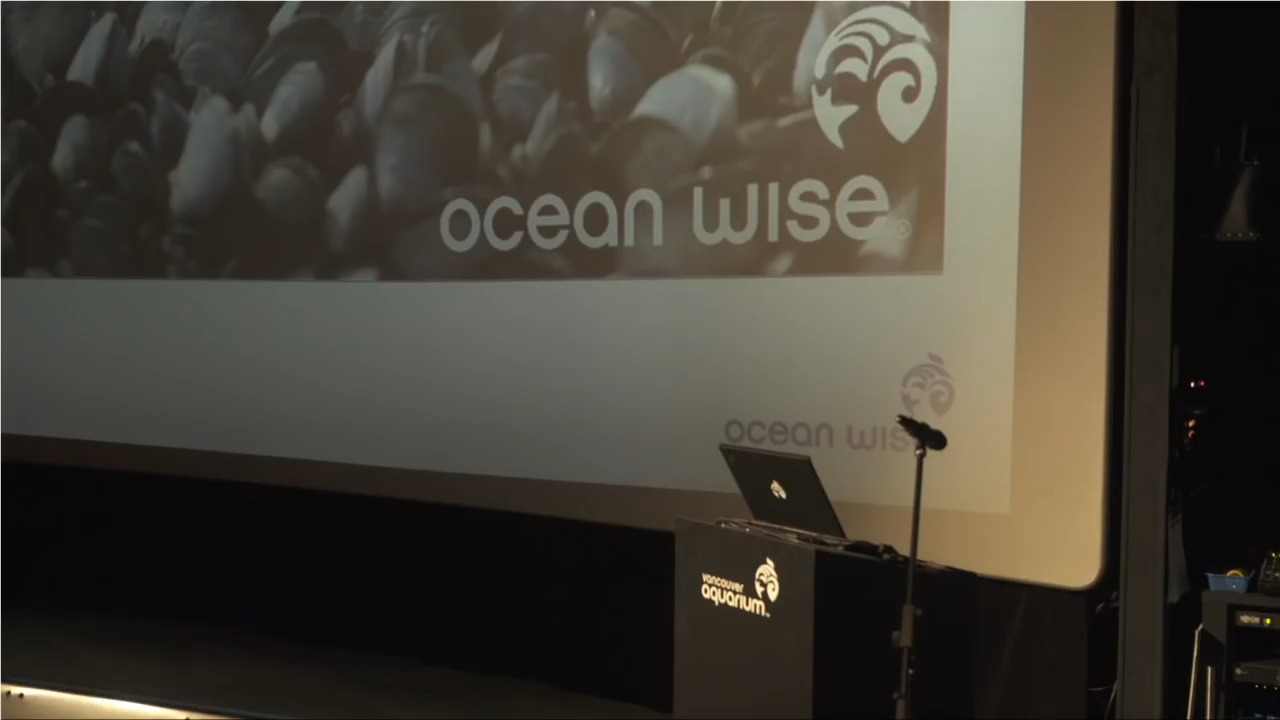 ocean wise®
ocean wis
vancouver
aquarium